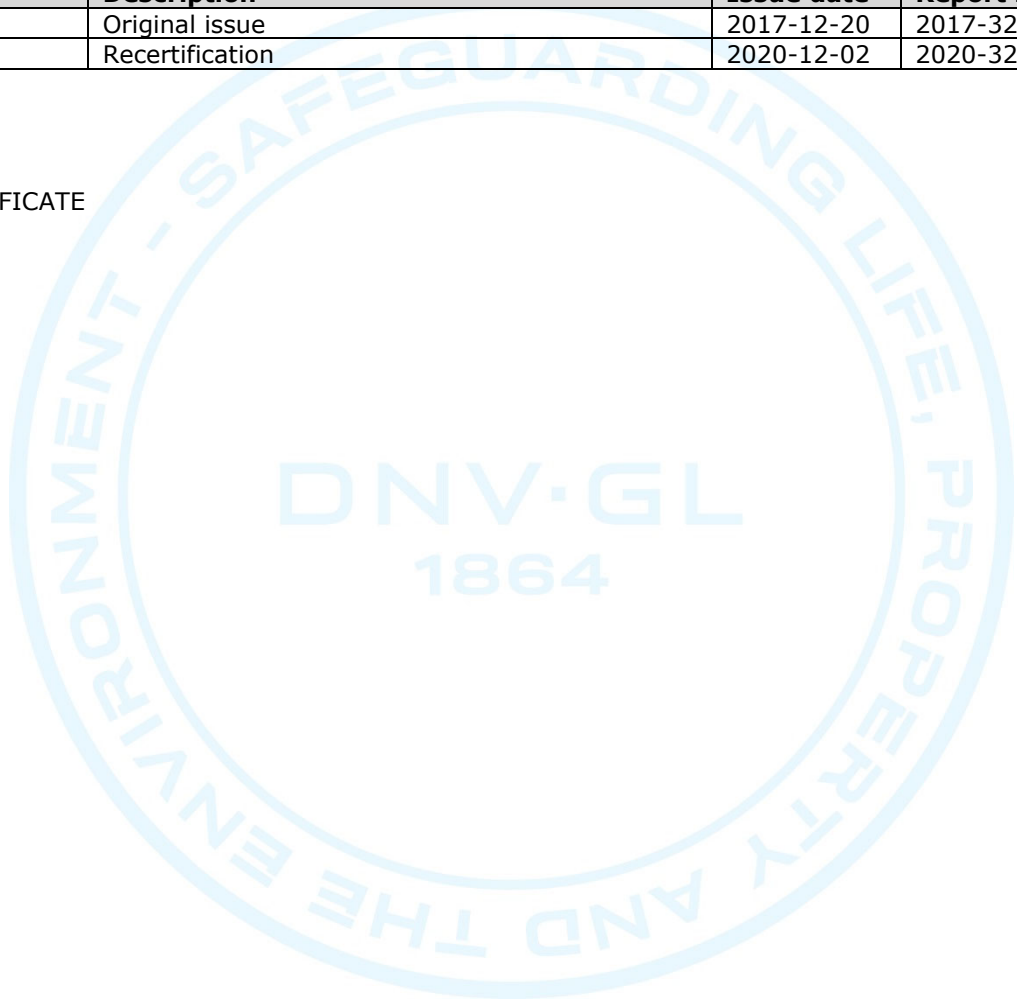 Description Issue date Report
Original issue 2017-12-20 2017-32
Recertification 2020-12-02 2020-32
FICATE
SAFEGUARDING LIFE, PROPERTY AND THE ENVIRONMENT -
DNV·GL
1864